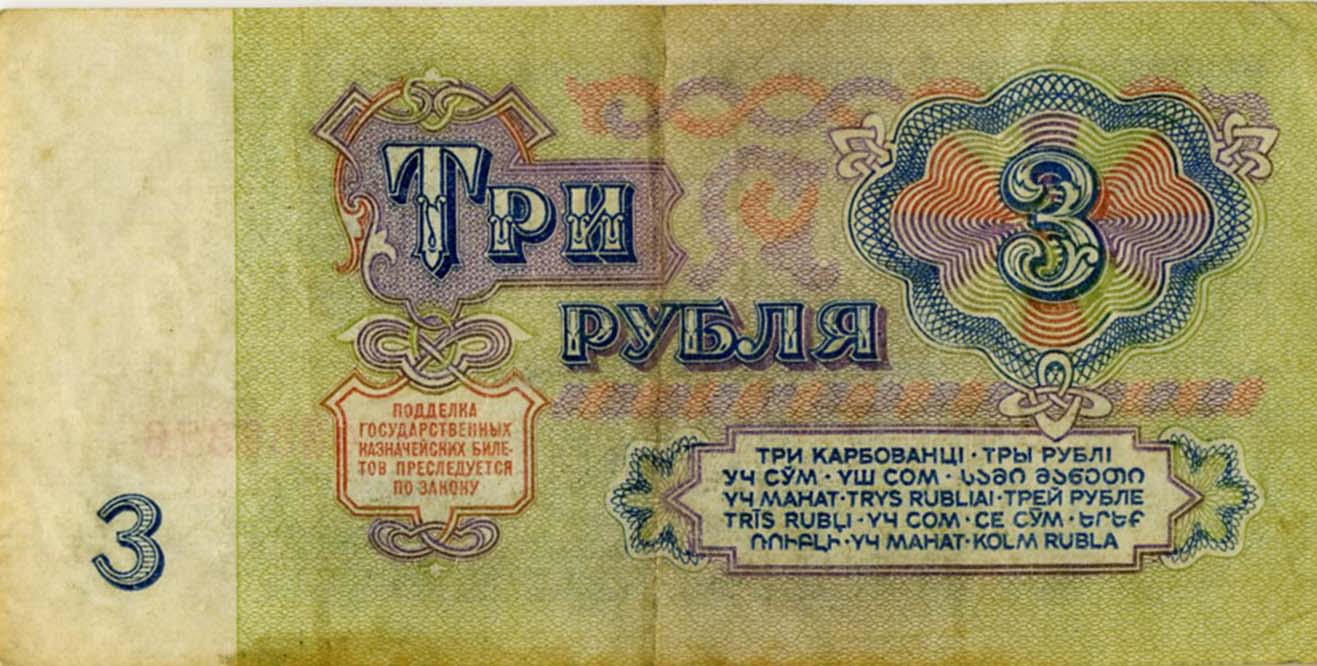 ТРИ
РУБЛЯ
3
ПОДДЕЛКА
ГОСУДАРСТВЕННЫХ
КАЗНАЧЕЙСКИХ БИЛЕ-
ТОВ ПРЕСЛЕДУЕТСЯ
ПО ЗАКОНУ
3
ТРИ КАРБОВАНЦІ · ТРЫ РУБЛІ
УЧ СЎМ · ҮШ СОМ · ᲡᲐᲛᲘ ᲛᲐᲜᲔᲗᲘ
ҮЧ МАНАТ · TRYS RUBLIAI · ТРЕЙ РУБЛЕ
TRĪS RUBĻI · ҮЧ СОМ · СЕ СӮМ · ԵՐԵՔ
ՌՈՒԲԼԻ · ҮЧ МАНАТ · KOLM RUBLA